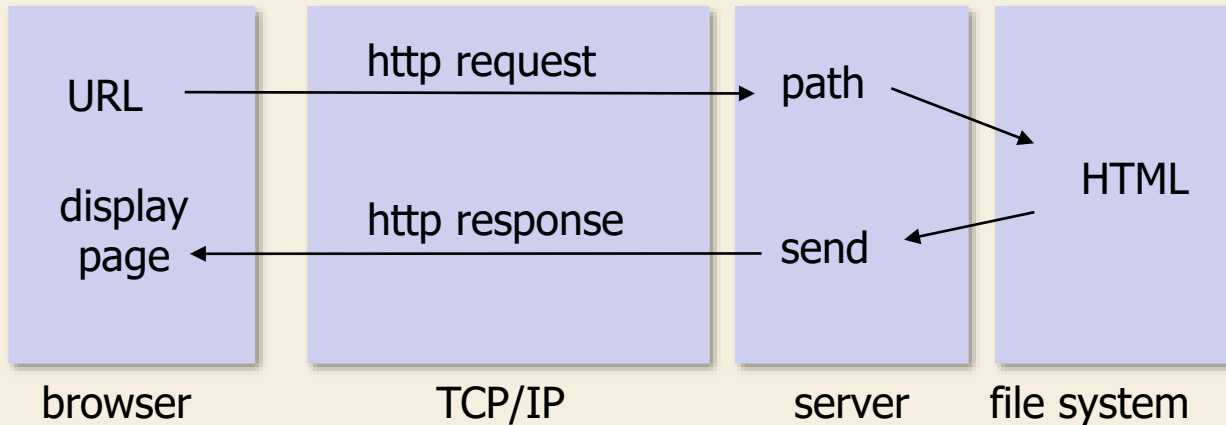 http request
URL
path
HTML
display
page
http response
send
browser
TCP/IP
server
file system